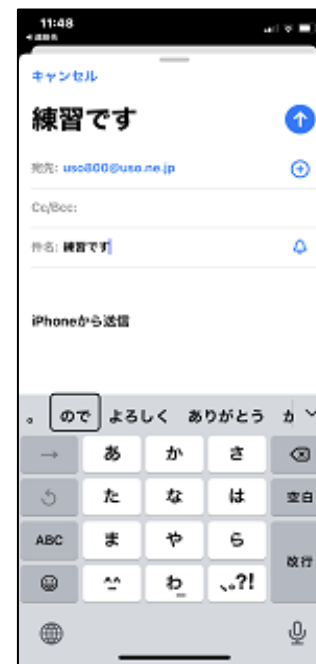 11:48
キャンセル
練習です
宛先: uso800@uso.ne.jp
Cc/Bcc:
件名: 練習です
iPhoneから送信
。 ので よろしく ありがとう か
→ あ か さ
た な は 空白
ABC ま や ら 改行
^^ わ_ 、。?!